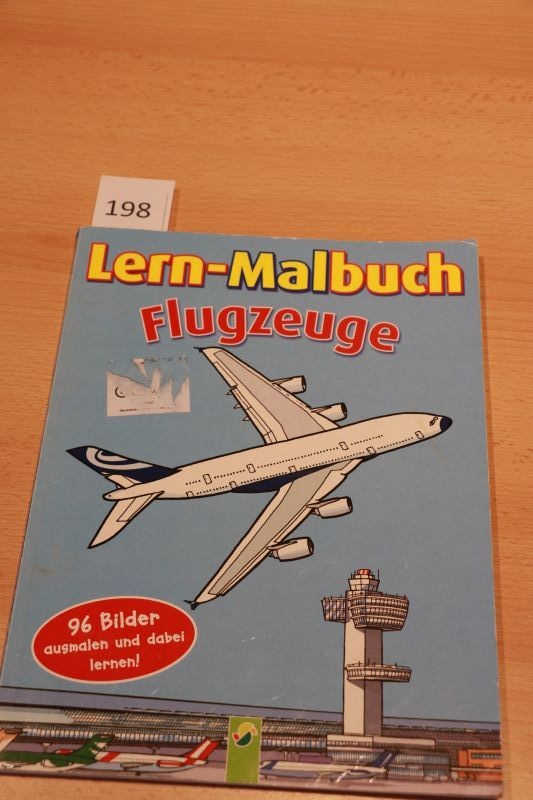 198
Lern-Malbuch
Flugzeuge
96 Bilder
ausmalen und dabei
lernen!